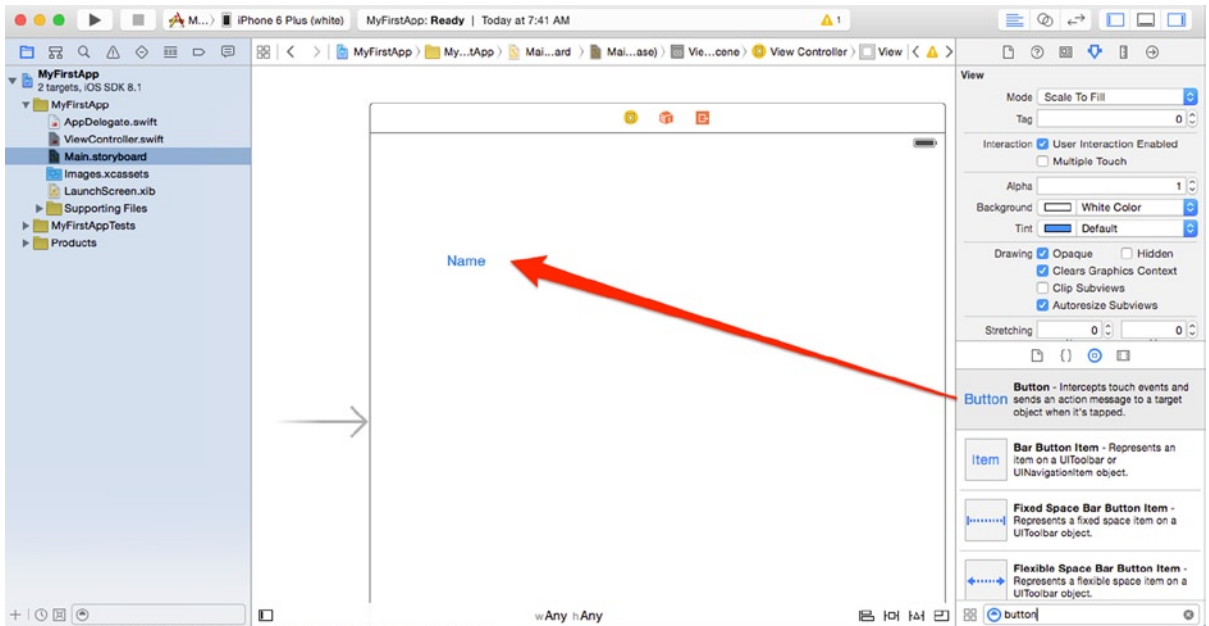 M...〉 iPhone 6 Plus (white)
MyFirstApp: Ready | Today at 7:41 AM
1
MyFirstApp 〉 My...tApp 〉 Mai...ard 〉 Mai...ase) 〉 Vie...cene 〉 View Controller 〉 View
MyFirstApp
2 targets, iOS SDK 8.1
MyFirstApp
AppDelegate.swift
ViewController.swift
Main.storyboard
Images.xcassets
LaunchScreen.xib
Supporting Files
MyFirstAppTests
Products
Name
wAny hAny
View
Mode Scale To Fill
Tag 0
Interaction User Interaction Enabled
Multiple Touch
Alpha 1
Background White Color
Tint Default
Drawing Opaque Hidden
Clears Graphics Context
Clip Subviews
Autoresize Subviews
Stretching 0 0
Button
Button - Intercepts touch events and
sends an action message to a target
object when it's tapped.
Item
Bar Button Item - Represents an
item on a UIToolbar or
UINavigationItem object.
Fixed Space Bar Button Item -
Represents a fixed space item on a
UIToolbar object.
Flexible Space Bar Button Item -
Represents a flexible space item on a
UIToolbar object.
button